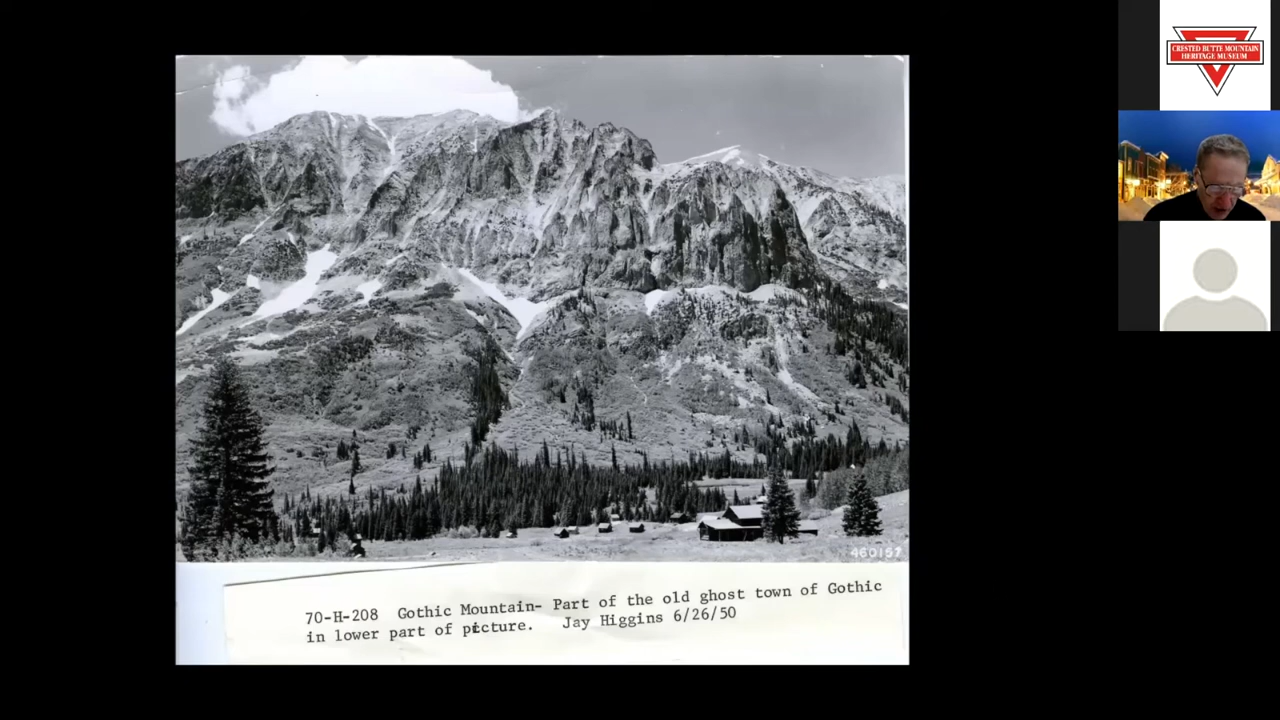 CRESTED BUTTE MOUNTAIN
HERITAGE MUSEUM
460157
70-H-208 Gothic Mountain- Part of the old ghost town of Gothic
in lower part of picture. Jay Higgins 6/26/50